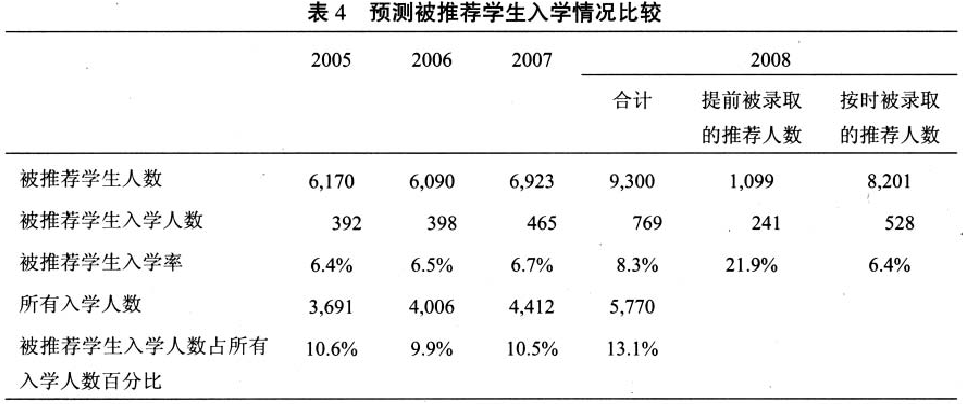 表 4 预测被推荐学生入学情况比较
2005 2006 2007 2008
合计 提前被录取 按时被录取
的推荐人数 的推荐人数
被推荐学生人数 6,170 6,090 6,923 9,300 1,099 8,201
被推荐学生入学人数 392 398 465 769 241 528
被推荐学生入学率 6.4% 6.5% 6.7% 8.3% 21.9% 6.4%
所有入学人数 3,691 4,006 4,412 5,770
被推荐学生入学人数占所有 10.6% 9.9% 10.5% 13.1%
入学人数百分比